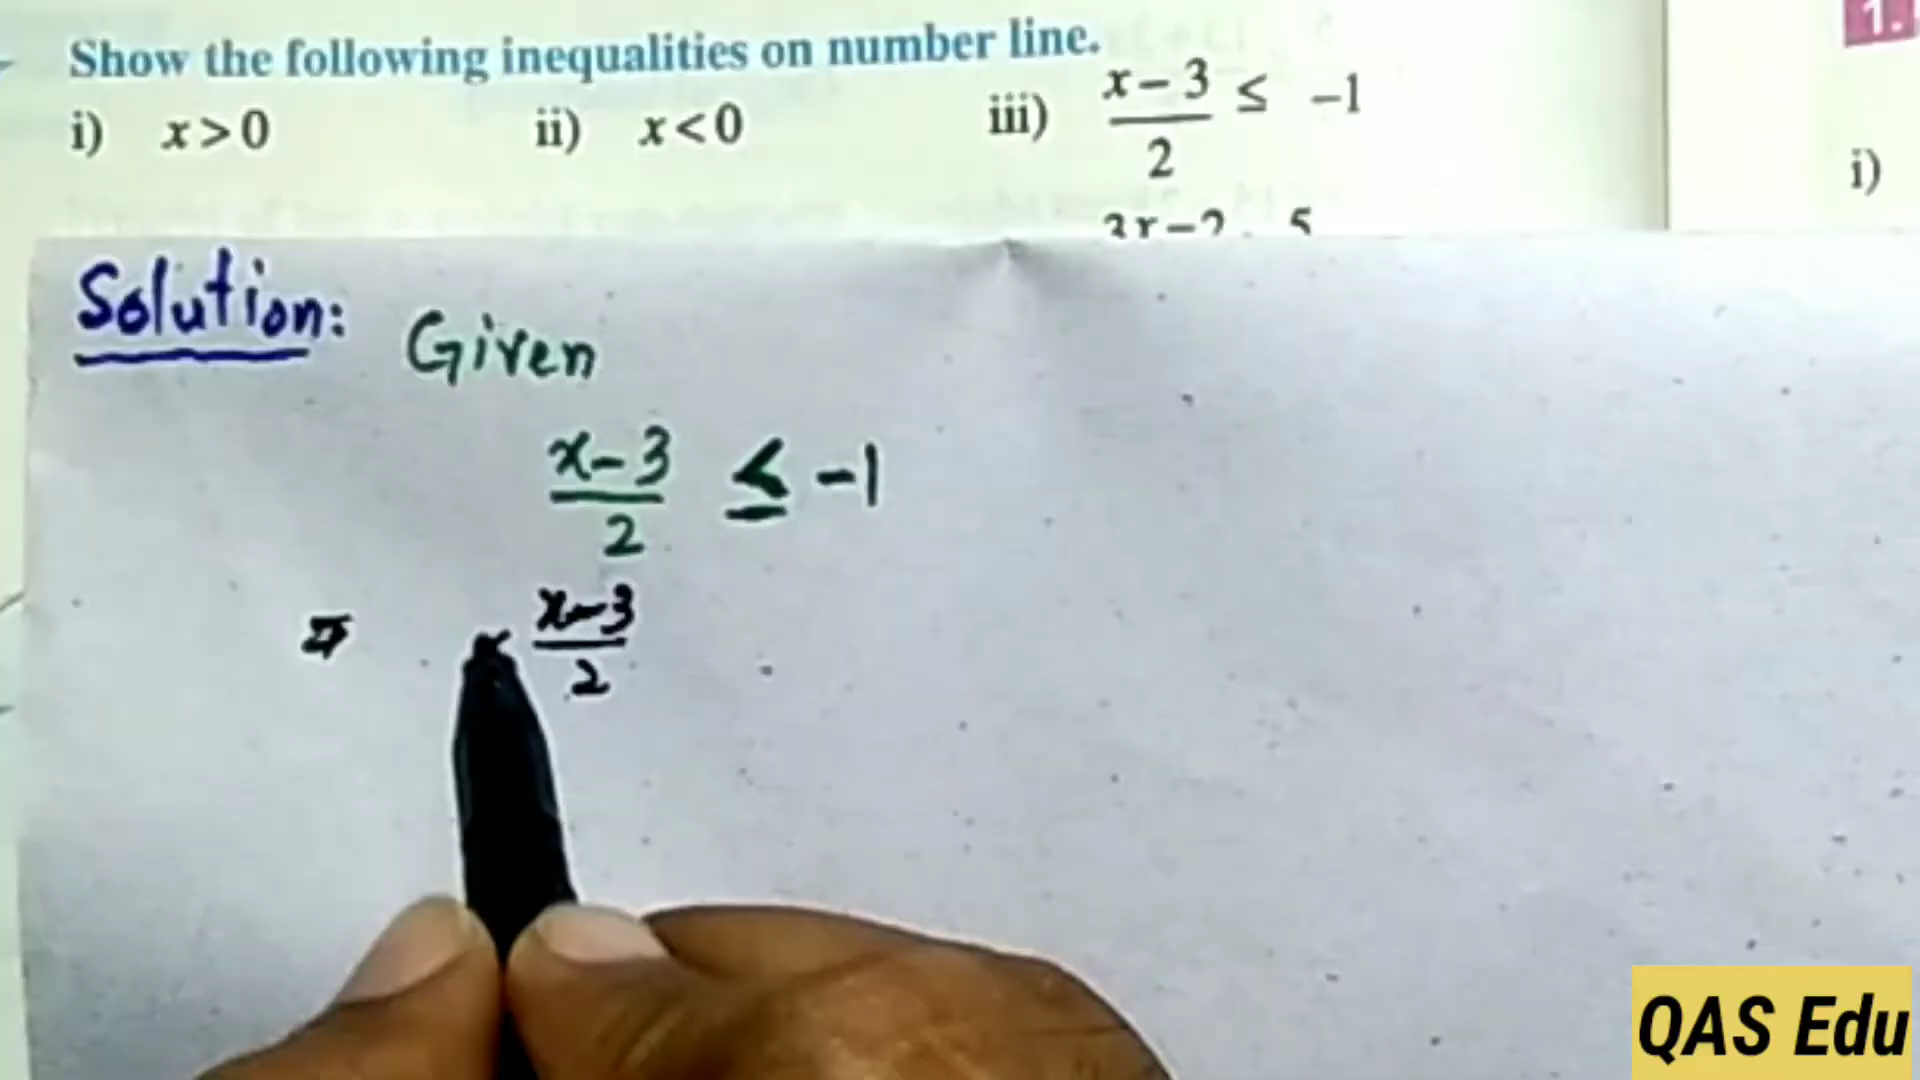 Show the following inequalities on number line.
1.
i) x > 0 ii) x < 0 iii) x – 3 / 2 ≤ –1
i)
Solution: Given
x – 3 / 2 ≤ –1
⇒ × x – 3 / 2
QAS Edu